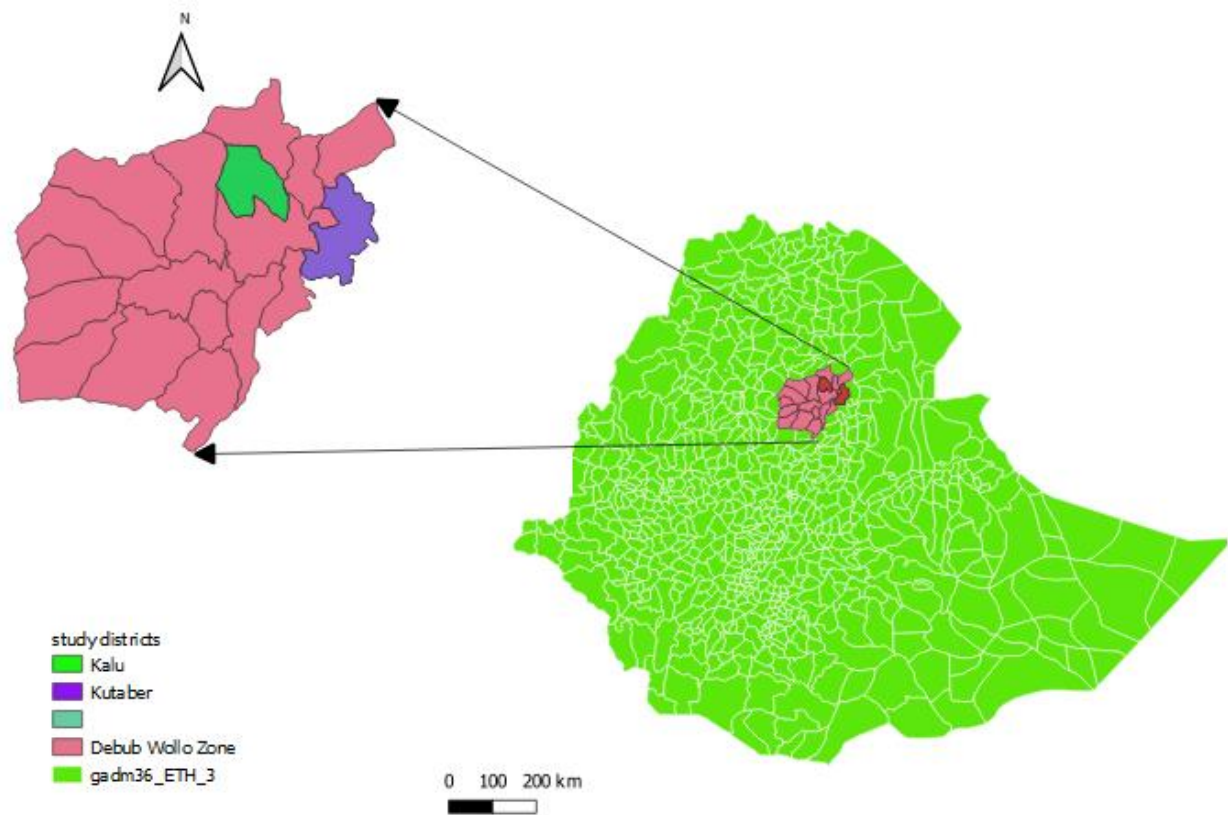 N
study districts
Kalu
Kutaber
Debub Wollo Zone
gadm36_ETH_3
0 100 200 km